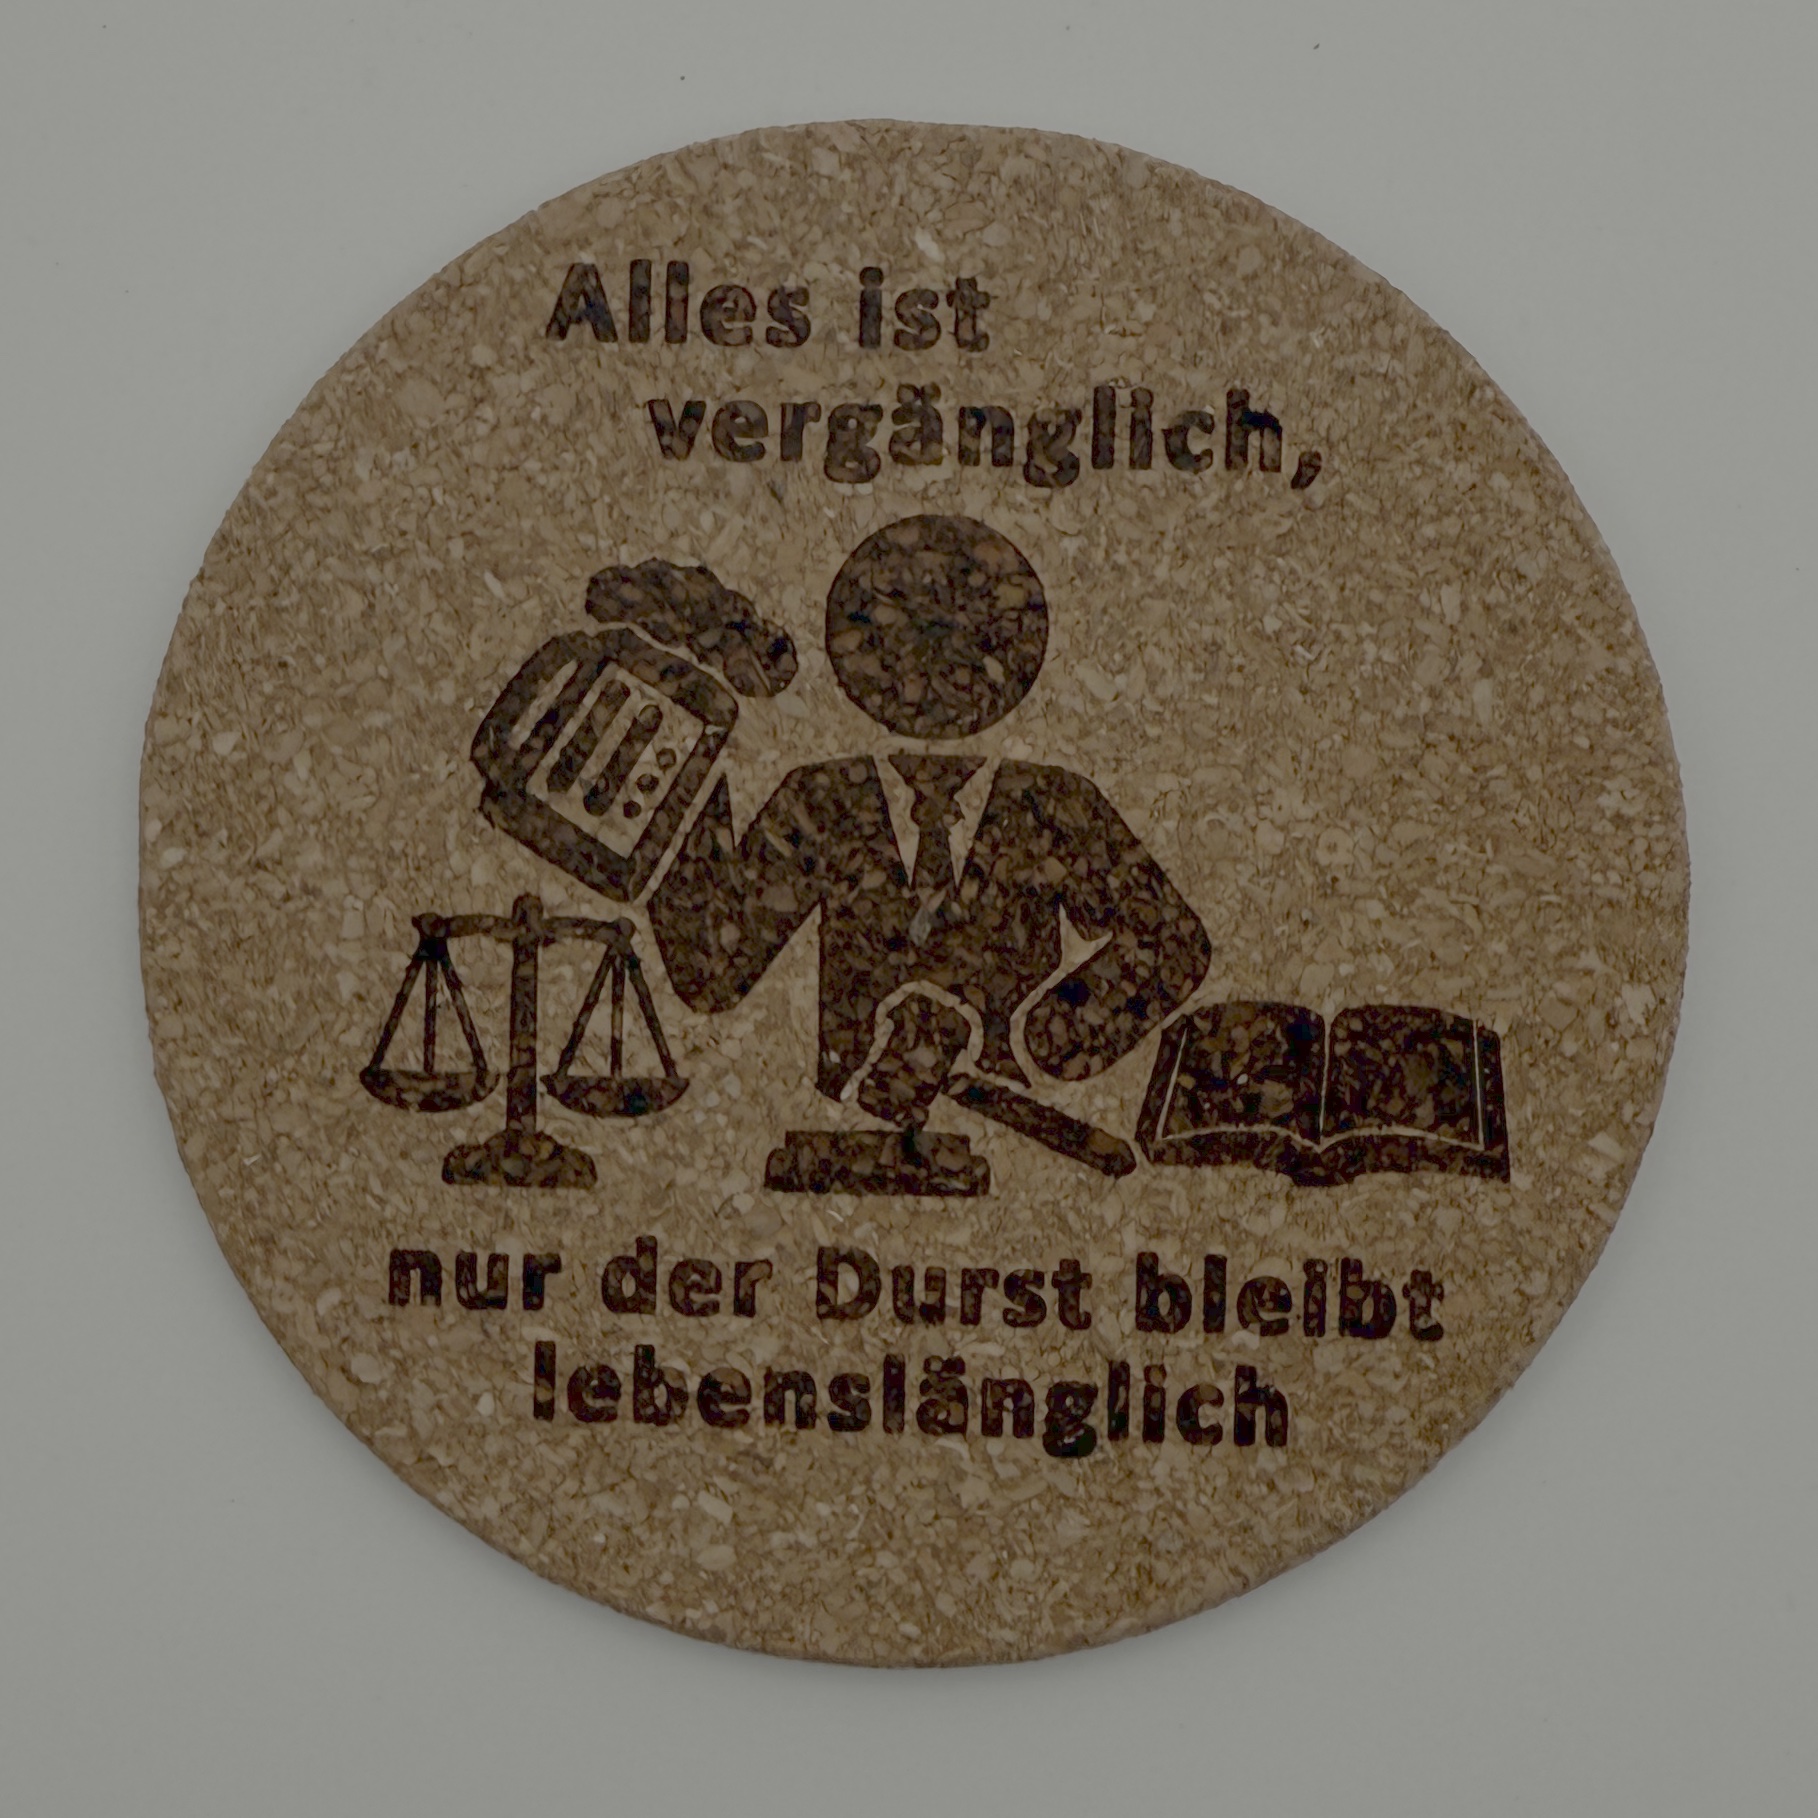 Alles ist
vergänglich,
nur der Durst bleibt
lebenslänglich